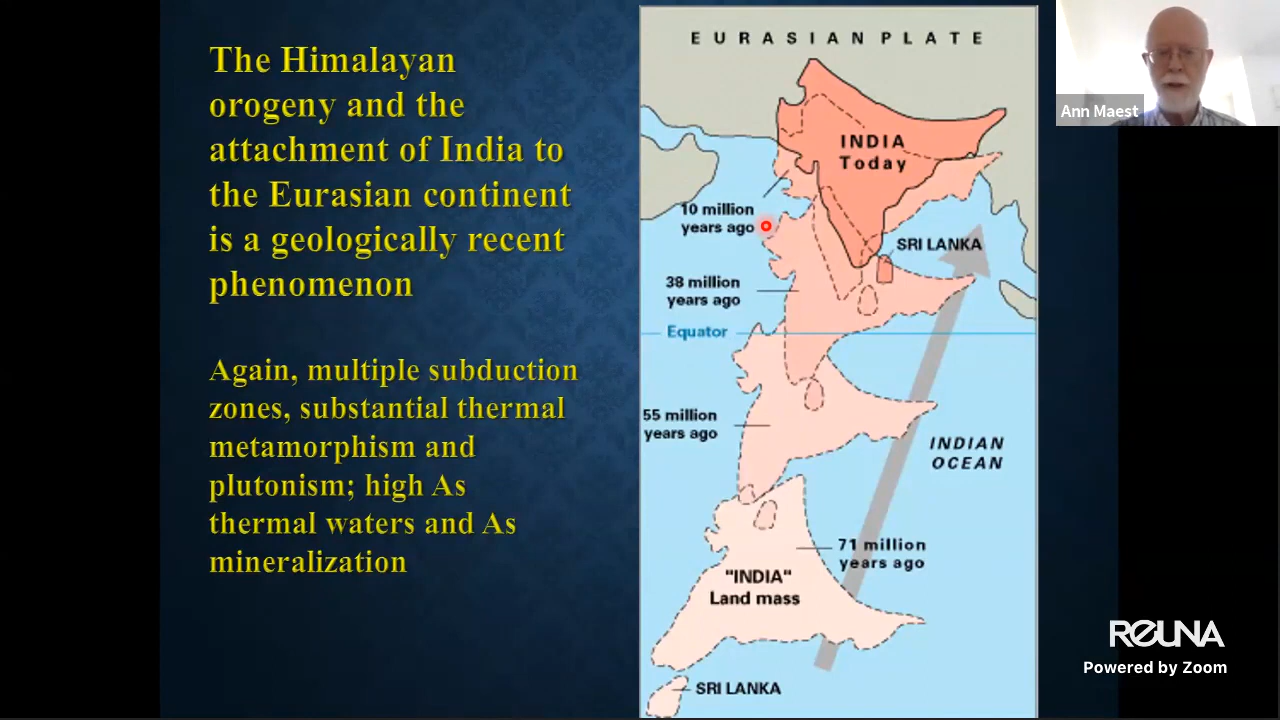 The Himalayan
orogeny and the
attachment of India to
the Eurasian continent
is a geologically recent
phenomenon
Again, multiple subduction
zones, substantial thermal
metamorphism and
plutonism; high As
thermal waters and As
mineralization
EURASIAN PLATE
INDIA
Today
10 million
years ago
SRI LANKA
38 million
years ago
Equator
55 million
years ago
INDIAN
OCEAN
71 million
years ago
"INDIA"
Land mass
SRI LANKA
Ann Maest
REUNA
Powered by Zoom